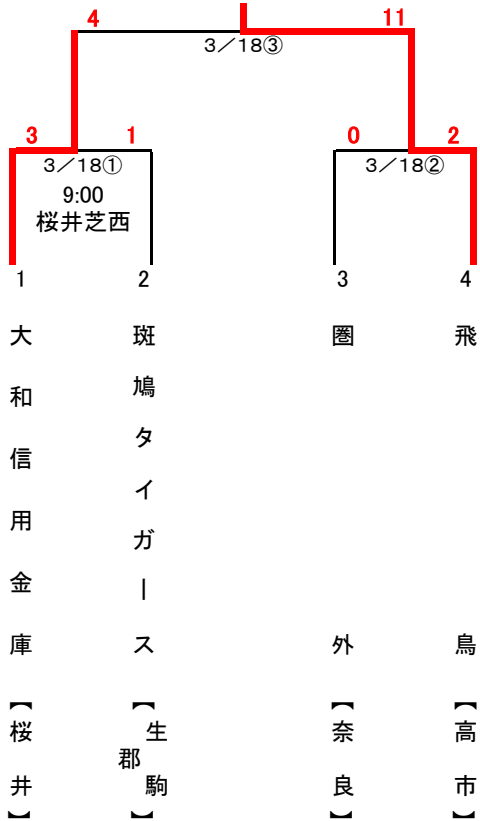 4 11
3/18③
3 1 0 2
3/18① 3/18②
9:00
桜井芝西
1 2 3 4
大和信用金庫【桜井】
斑鳩タイガース【生駒郡】
圏外【奈良】
飛鳥【高市】